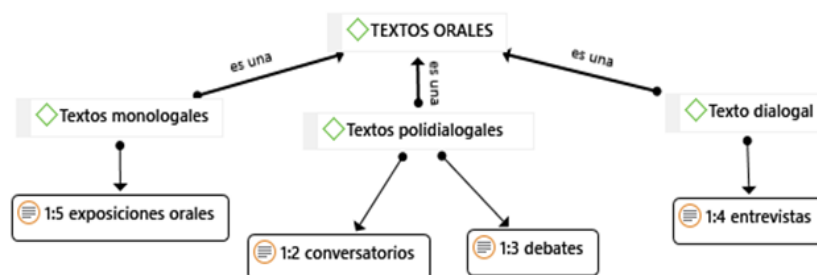 TEXTOS ORALES
es una
es una
es una
Textos monologales
Textos polidialogales
Texto dialogal
1:5 exposiciones orales
1:2 conversatorios
1:3 debates
1:4 entrevistas